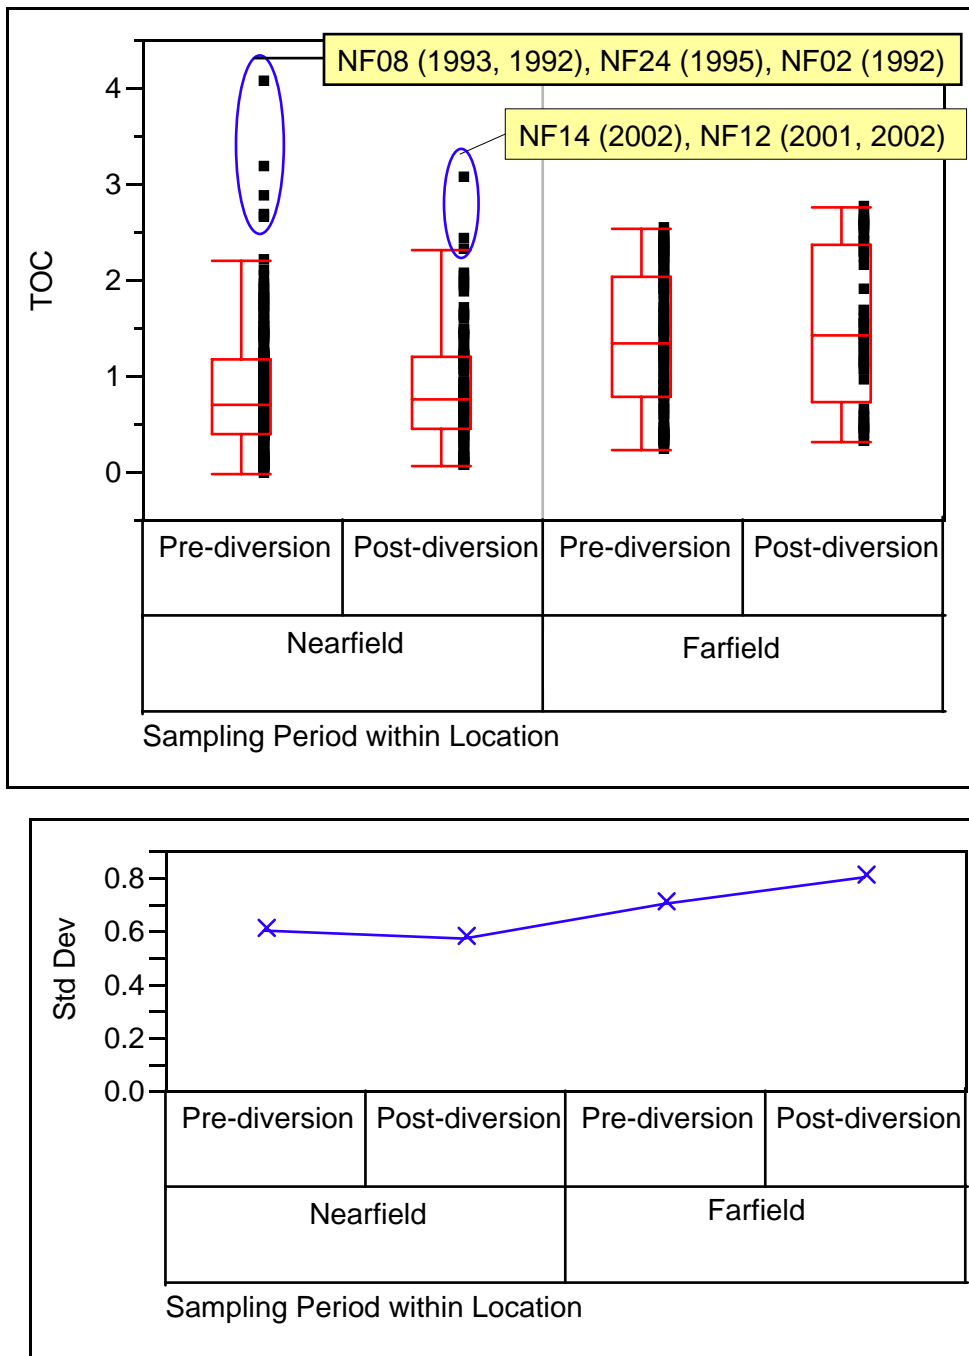 NF08 (1993, 1992), NF24 (1995), NF02 (1992)
NF14 (2002), NF12 (2001, 2002)
TOC
4
3
2
1
0
Pre-diversion Post-diversion Pre-diversion Post-diversion
Nearfield Farfield
Sampling Period within Location
Std Dev
0.8
0.6
0.4
0.2
0.0
Pre-diversion Post-diversion Pre-diversion Post-diversion
Nearfield Farfield
Sampling Period within Location